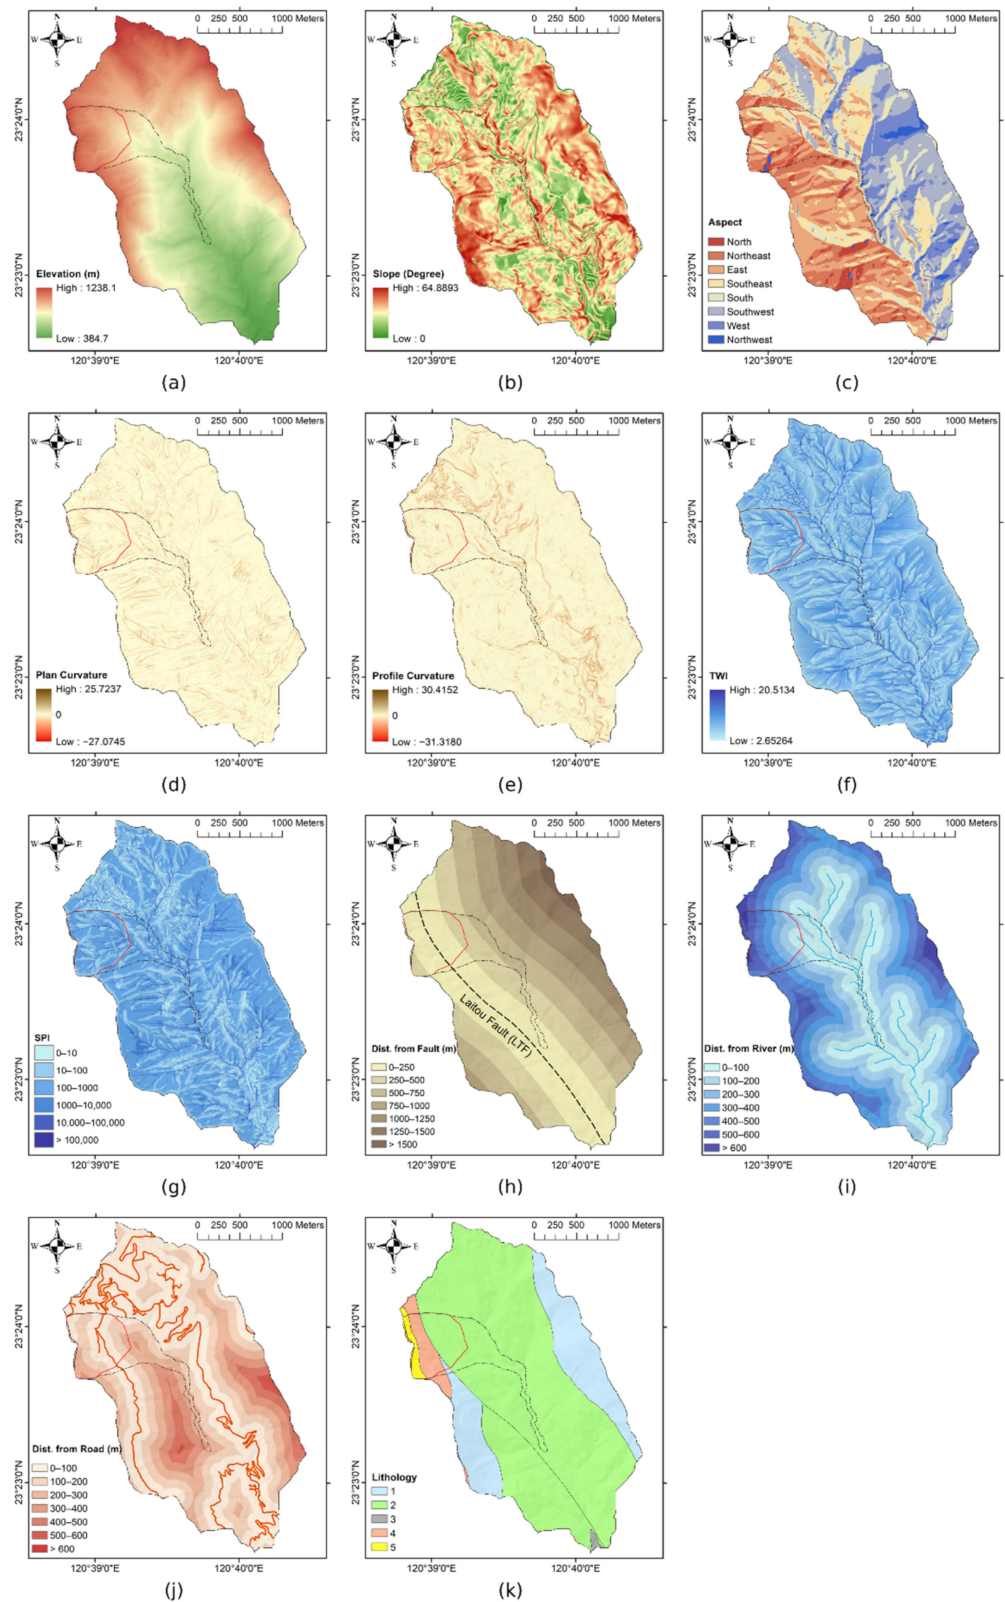 N
W E
S
0 250 500 1000 Meters
23°24'0"N
23°23'0"N
Elevation (m)
High : 1238.1
Low : 384.7
120°39'0"E 120°40'0"E
(a)
N
W E
S
0 250 500 1000 Meters
23°24'0"N
23°23'0"N
Slope (Degree)
High : 64.8893
Low : 0
120°39'0"E 120°40'0"E
(b)
N
W E
S
0 250 500 1000 Meters
23°24'0"N
23°23'0"N
Aspect
North
Northeast
East
Southeast
South
Southwest
West
Northwest
120°39'0"E 120°40'0"E
(c)
N
W E
S
0 250 500 1000 Meters
23°24'0"N
23°23'0"N
Plan Curvature
High : 25.7237
0
Low : −27.0745
120°39'0"E 120°40'0"E
(d)
N
W E
S
0 250 500 1000 Meters
23°24'0"N
23°23'0"N
Profile Curvature
High : 30.4152
0
Low : −31.3180
120°39'0"E 120°40'0"E
(e)
N
W E
S
0 250 500 1000 Meters
23°24'0"N
23°23'0"N
TWI
High : 20.5134
Low : 2.65264
120°39'0"E 120°40'0"E
(f)
N
W E
S
0 250 500 1000 Meters
23°24'0"N
23°23'0"N
SPI
0–10
10–100
100–1000
1000–10,000
10,000–100,000
> 100,000
120°39'0"E 120°40'0"E
(g)
N
W E
S
0 250 500 1000 Meters
23°24'0"N
23°23'0"N
Laitou Fault (LTF)
Dist. from Fault (m)
0–250
250–500
500–750
750–1000
1000–1250
1250–1500
> 1500
120°39'0"E 120°40'0"E
(h)
N
W E
S
0 250 500 1000 Meters
23°24'0"N
23°23'0"N
Dist. from River (m)
0–100
100–200
200–300
300–400
400–500
500–600
> 600
120°39'0"E 120°40'0"E
(i)
N
W E
S
0 250 500 1000 Meters
23°24'0"N
23°23'0"N
Dist. from Road (m)
0–100
100–200
200–300
300–400
400–500
500–600
> 600
120°39'0"E 120°40'0"E
(j)
N
W E
S
0 250 500 1000 Meters
23°24'0"N
23°23'0"N
Lithology
1
2
3
4
5
120°39'0"E 120°40'0"E
(k)